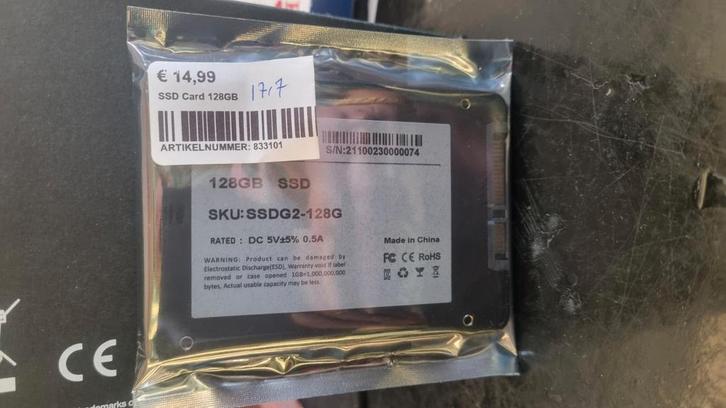 € 14,99
SSD Card 128GB
17,7
ARTIKELNUMMER: 833101
S/N:21100230000074
128GB SSD
SKU:SSDG2-128G
RATED : DC 5V±5% 0.5A
Made in China
FC CE RoHS
WARNING: Product can be damaged by
Electrostatic Discharge(ESD), Warranty void if label
removed or case opened 1GB=1,000,000,000
bytes, Actual usable capacity may be less.
CE
demarks